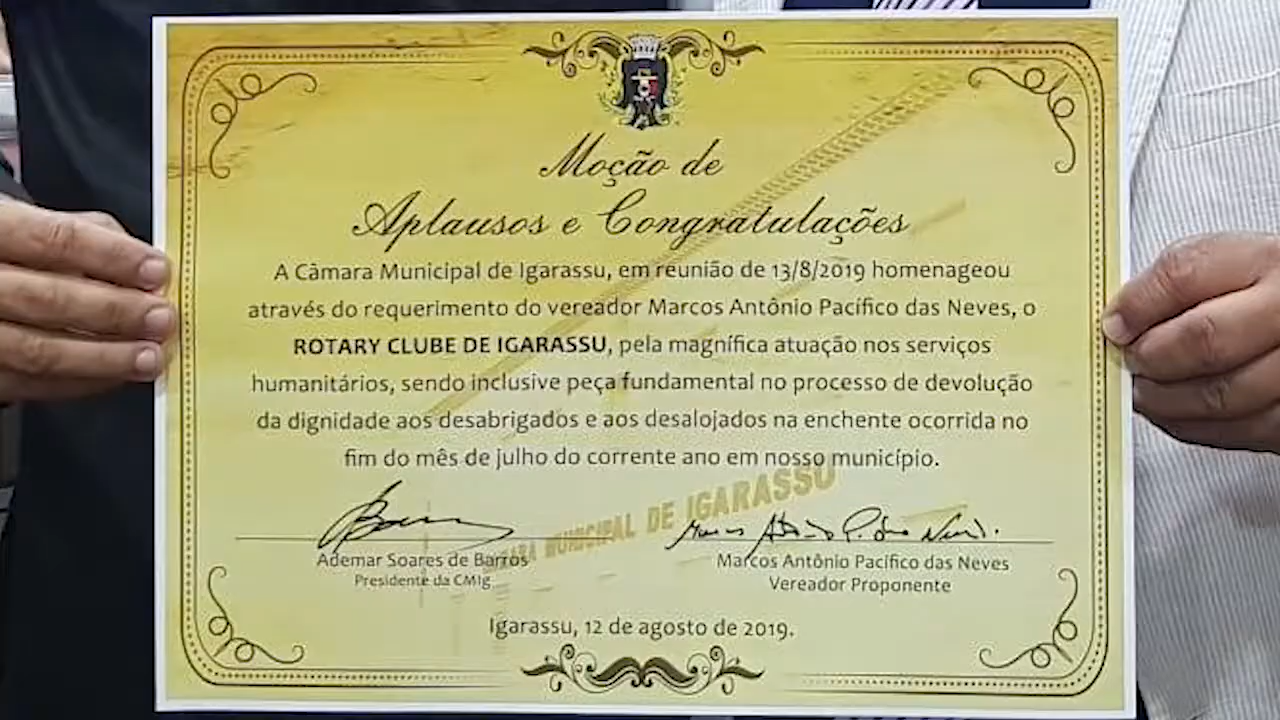 Moção de
Aplausos e Congratulações
A Câmara Municipal de Igarassu, em reunião de 13/8/2019 homenageou
através do requerimento do vereador Marcos Antônio Pacífico das Neves, o
ROTARY CLUBE DE IGARASSU, pela magnífica atuação nos serviços
humanitários, sendo inclusive peça fundamental no processo de devolução
da dignidade aos desabrigados e aos desalojados na enchente ocorrida no
fim do mês de julho do corrente ano em nosso município.
MUNICIPAL DE IGARASSU
Ademar Soares de Barros
Presidente da CMIg
Marcos Antônio Pacífico das Neves
Vereador Proponente
Igarassu, 12 de agosto de 2019.